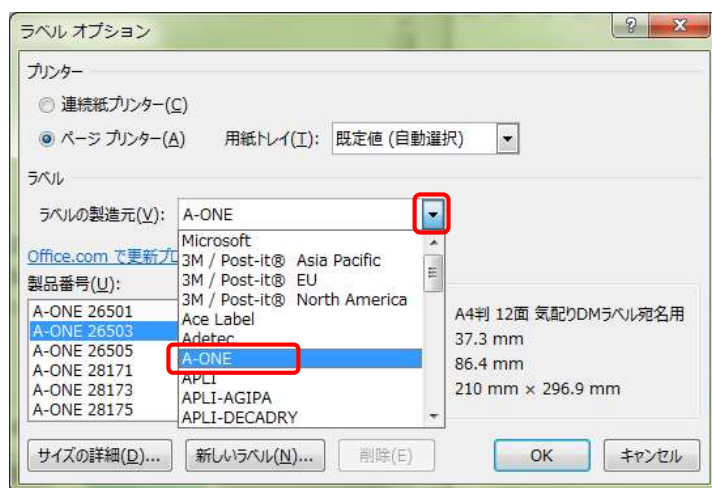 ラベル オプション
プリンター
連続紙プリンター(C)
ページ プリンター(A) 用紙トレイ(T): 既定値 (自動選択)
ラベル
ラベルの製造元(V): A-ONE
Microsoft
3M / Post-it® Asia Pacific
3M / Post-it® EU
3M / Post-it® North America
Ace Label
Adetec
A-ONE
APLI
APLI-AGIPA
APLI-DECADRY
Office.com で更新プロ
製品番号(U):
A-ONE 26501
A-ONE 26503
A-ONE 26505
A-ONE 28171
A-ONE 28173
A-ONE 28175
A4判 12面 気配りDMラベル宛名用
37.3 mm
86.4 mm
210 mm × 296.9 mm
サイズの詳細(D)... 新しいラベル(N)... 削除(E) OK キャンセル